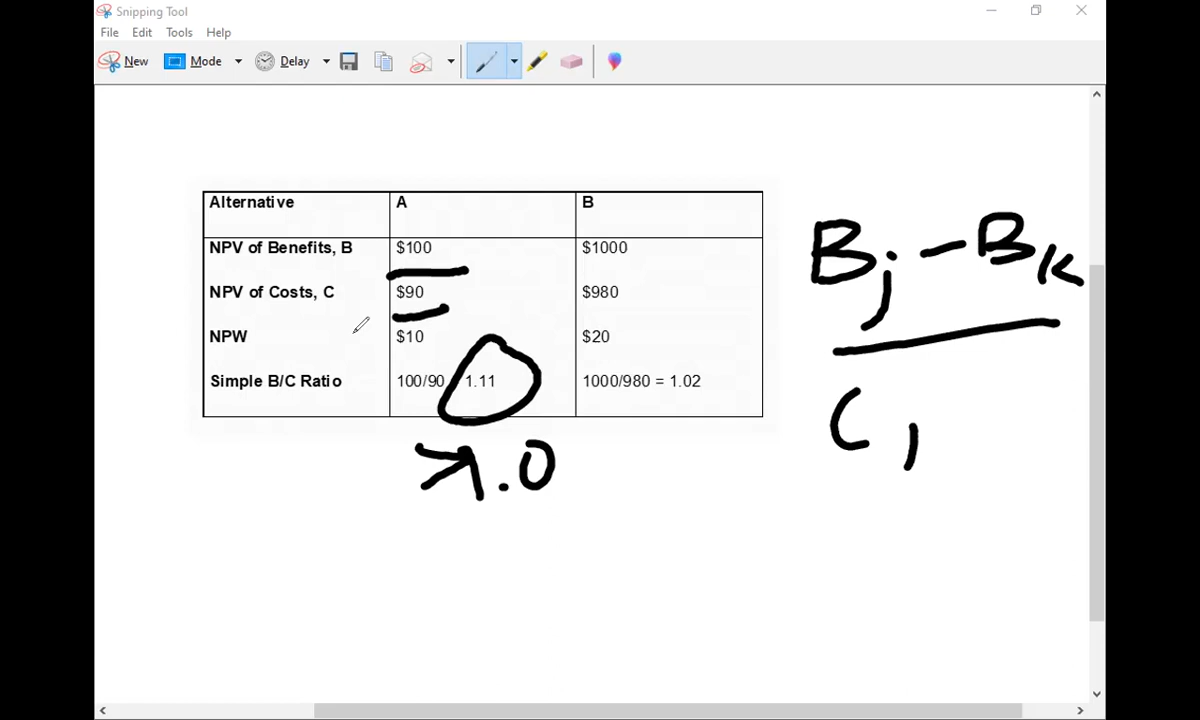 Snipping Tool
File Edit Tools Help
New Mode Delay
Alternative A B
NPV of Benefits, B $100 $1000
NPV of Costs, C $90 $980
NPW $10 $20
Simple B/C Ratio 100/90 1.11 1000/980 = 1.02
>1.0
Bj - Bk
Cj